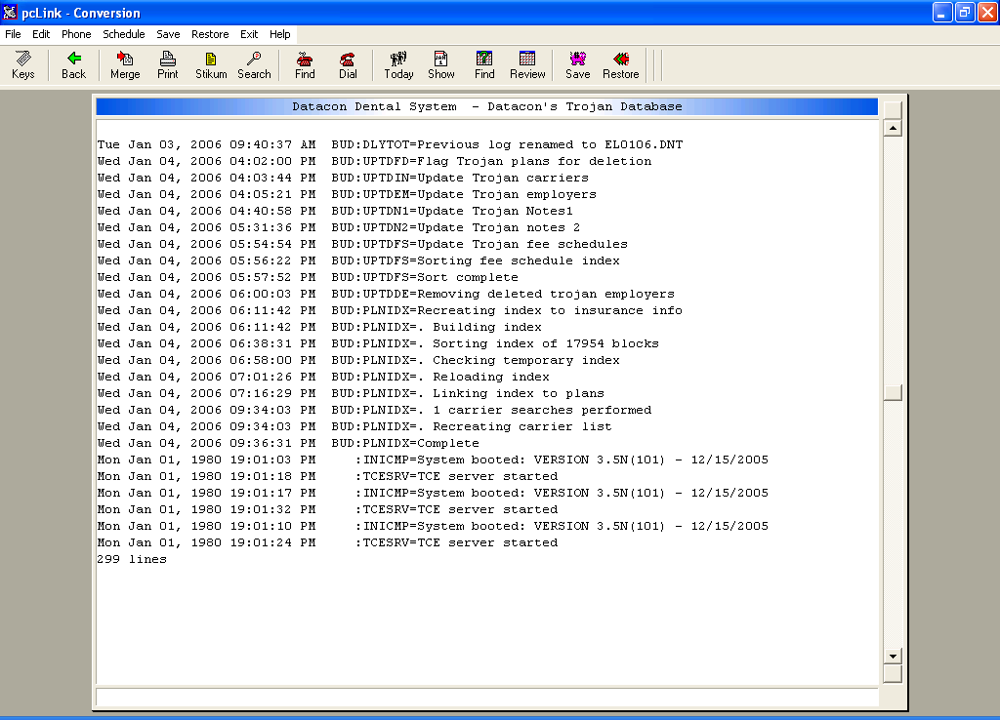 pcLink - Conversion
File Edit Phone Schedule Save Restore Exit Help
Keys Back Merge Print Stikum Search Find Dial Today Show Find Review Save Restore
Datacon Dental System  - Datacon's Trojan Database
Tue Jan 03, 2006 09:40:37 AM  BUD:DLYTOT=Previous log renamed to EL0106.DNT
Wed Jan 04, 2006 04:02:00 PM  BUD:UPTDFD=Flag Trojan plans for deletion
Wed Jan 04, 2006 04:03:44 PM  BUD:UPTDIN=Update Trojan carriers
Wed Jan 04, 2006 04:05:21 PM  BUD:UPTDEM=Update Trojan employers
Wed Jan 04, 2006 04:40:58 PM  BUD:UPTDN1=Update Trojan Notes1
Wed Jan 04, 2006 05:31:36 PM  BUD:UPTDN2=Update Trojan notes 2
Wed Jan 04, 2006 05:54:54 PM  BUD:UPTDFS=Update Trojan fee schedules
Wed Jan 04, 2006 05:56:22 PM  BUD:UPTDFS=Sorting fee schedule index
Wed Jan 04, 2006 05:57:52 PM  BUD:UPTDFS=Sort complete
Wed Jan 04, 2006 06:00:03 PM  BUD:UPTDDE=Removing deleted trojan employers
Wed Jan 04, 2006 06:11:42 PM  BUD:PLNIDX=Recreating index to insurance info
Wed Jan 04, 2006 06:11:42 PM  BUD:PLNIDX=. Building index
Wed Jan 04, 2006 06:38:31 PM  BUD:PLNIDX=. Sorting index of 17954 blocks
Wed Jan 04, 2006 06:58:00 PM  BUD:PLNIDX=. Checking temporary index
Wed Jan 04, 2006 07:01:26 PM  BUD:PLNIDX=. Reloading index
Wed Jan 04, 2006 07:16:29 PM  BUD:PLNIDX=. Linking index to plans
Wed Jan 04, 2006 09:34:03 PM  BUD:PLNIDX=. 1 carrier searches performed
Wed Jan 04, 2006 09:34:03 PM  BUD:PLNIDX=. Recreating carrier list
Wed Jan 04, 2006 09:36:31 PM  BUD:PLNIDX=Complete
Mon Jan 01, 1980 19:01:03 PM     :INICMP=System booted: VERSION 3.5N(101) - 12/15/2005
Mon Jan 01, 1980 19:01:18 PM     :TCESRV=TCE server started
Mon Jan 01, 1980 19:01:17 PM     :INICMP=System booted: VERSION 3.5N(101) - 12/15/2005
Mon Jan 01, 1980 19:01:32 PM     :TCESRV=TCE server started
Mon Jan 01, 1980 19:01:10 PM     :INICMP=System booted: VERSION 3.5N(101) - 12/15/2005
Mon Jan 01, 1980 19:01:24 PM     :TCESRV=TCE server started
299 lines